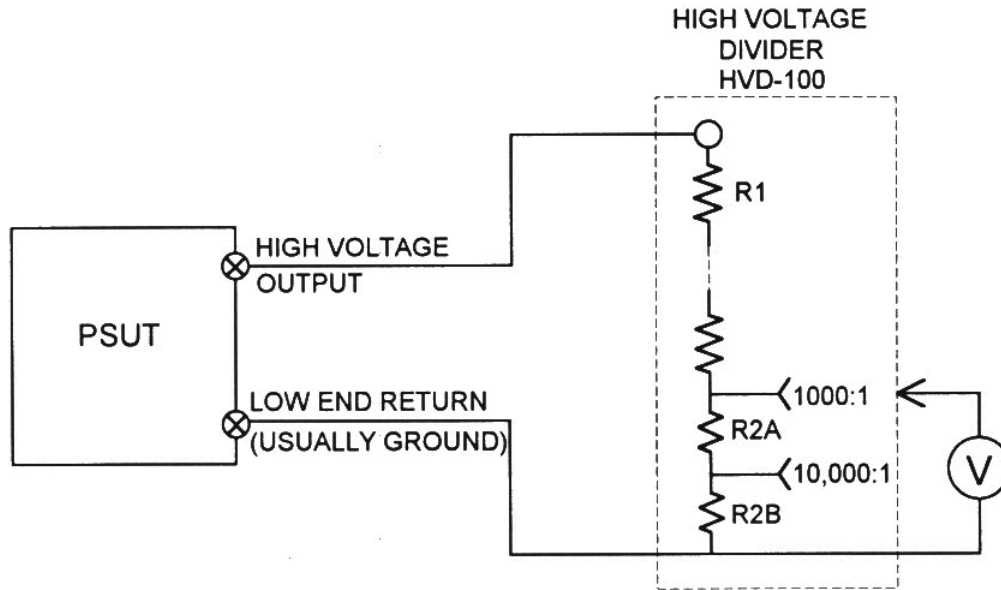 HIGH VOLTAGE
DIVIDER
HVD-100
R1
HIGH VOLTAGE
OUTPUT
PSUT
LOW END RETURN
(USUALLY GROUND)
1000:1
R2A
10,000:1
R2B
V